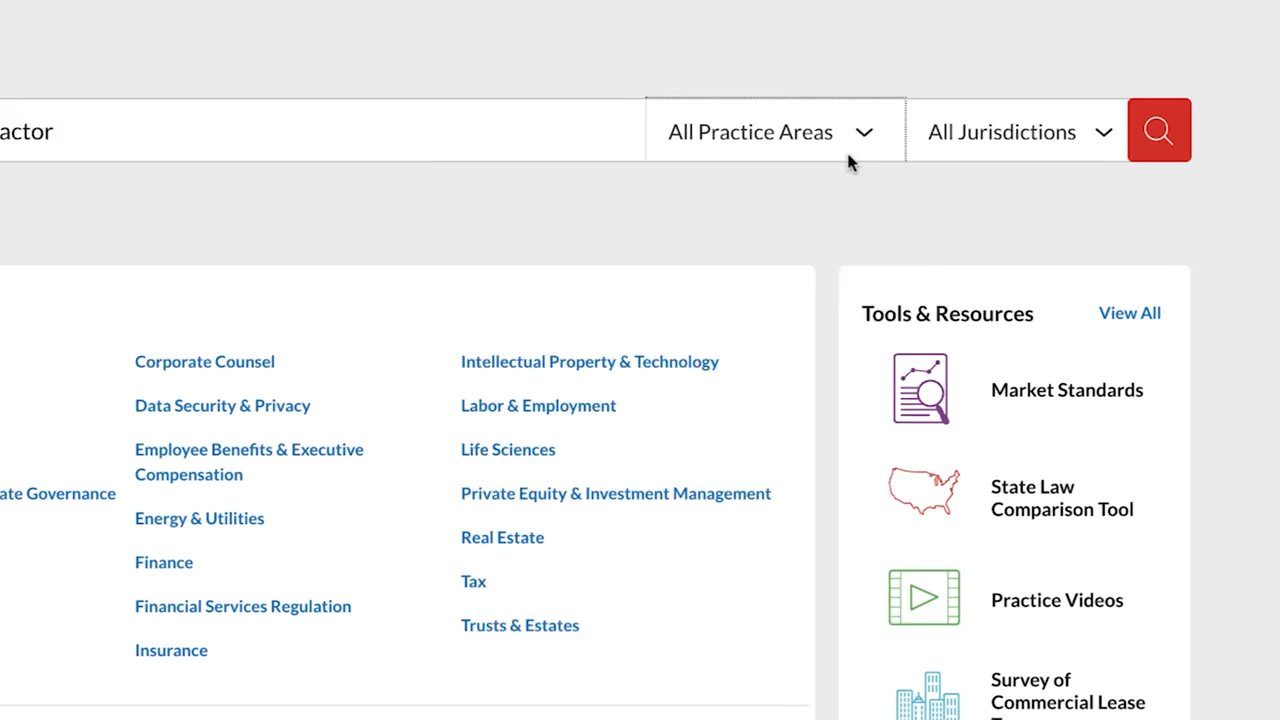 actor
All Practice Areas
All Jurisdictions
Tools & Resources
View All
Corporate Counsel
Data Security & Privacy
Employee Benefits & Executive
Compensation
ate Governance
Energy & Utilities
Finance
Financial Services Regulation
Insurance
Intellectual Property & Technology
Labor & Employment
Life Sciences
Private Equity & Investment Management
Real Estate
Tax
Trusts & Estates
Market Standards
State Law
Comparison Tool
Practice Videos
Survey of
Commercial Lease